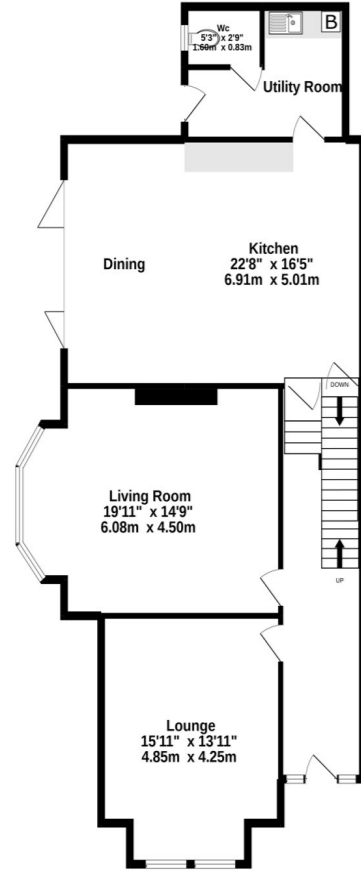 Wc
5'3" x 2'9"
1.60m x 0.83m
B
Utility Room
Kitchen
22'8" x 16'5"
6.91m x 5.01m
Dining
DOWN
Living Room
19'11" x 14'9"
6.08m x 4.50m
UP
Lounge
15'11" x 13'11"
4.85m x 4.25m